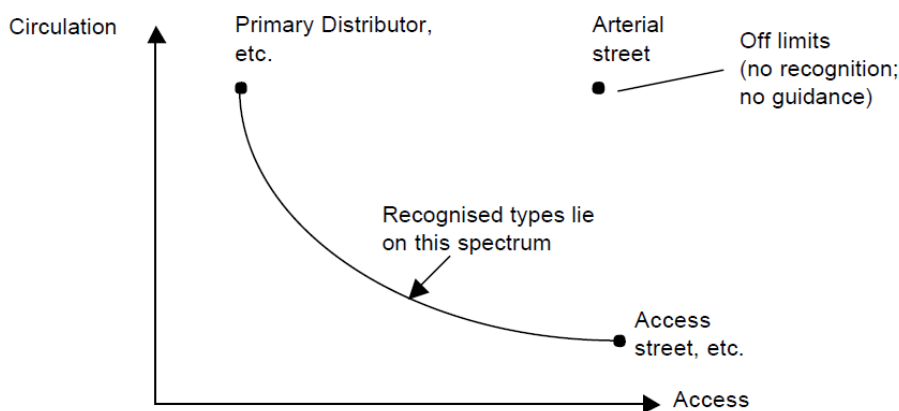 Circulation
Primary Distributor,
etc.
Arterial
street
Off limits
(no recognition;
no guidance)
Recognised types lie
on this spectrum
Access
street, etc.
Access